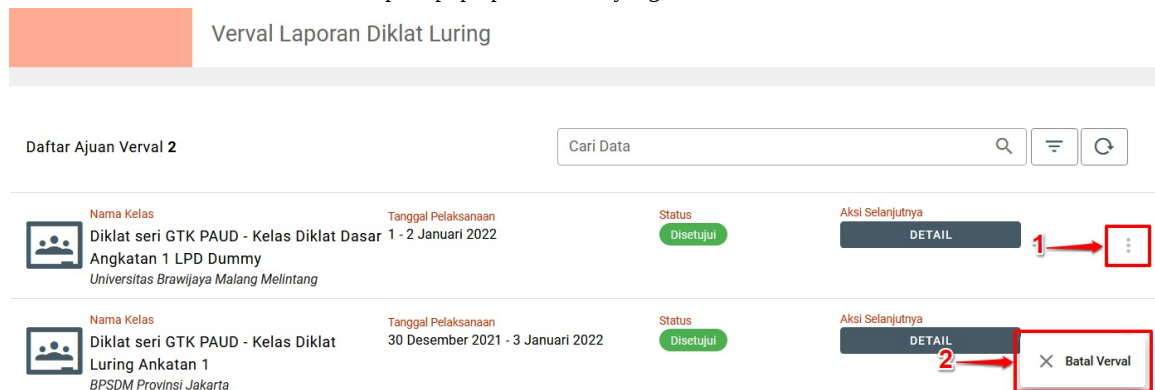 Verval Laporan Diklat Luring
Daftar Ajuan Verval 2
Cari Data
Nama Kelas
Tanggal Pelaksanaan
Status
Aksi Selanjutnya
Diklat seri GTK PAUD - Kelas Diklat Dasar
1 - 2 Januari 2022
Disetujui
DETAIL
1
Angkatan 1 LPD Dummy
Universitas Brawijaya Malang Melintang
Nama Kelas
Tanggal Pelaksanaan
Status
Aksi Selanjutnya
Diklat seri GTK PAUD - Kelas Diklat
30 Desember 2021 - 3 Januari 2022
Disetujui
DETAIL
2
Batal Verval
Luring Ankatan 1
BPSDM Provinsi Jakarta